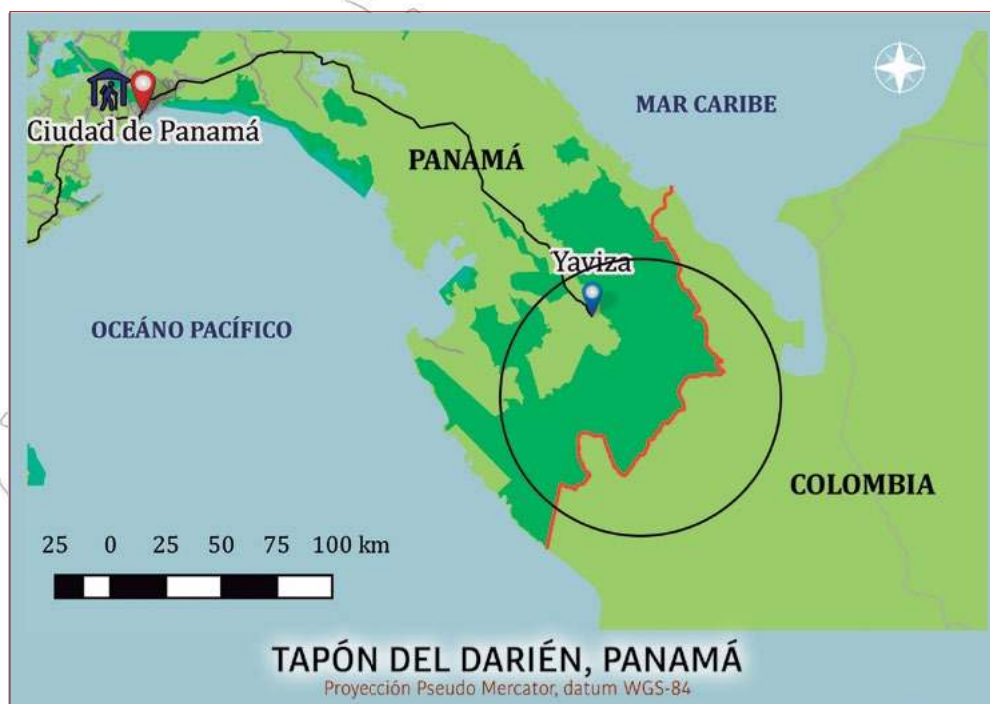 MAR CARIBE
Ciudad de Panamá
PANAMÁ
Yaviza
OCEÁNO PACÍFICO
COLOMBIA
25 0 25 50 75 100 km
TAPÓN DEL DARIÉN, PANAMÁ
Proyección Pseudo Mercator, datum WGS-84